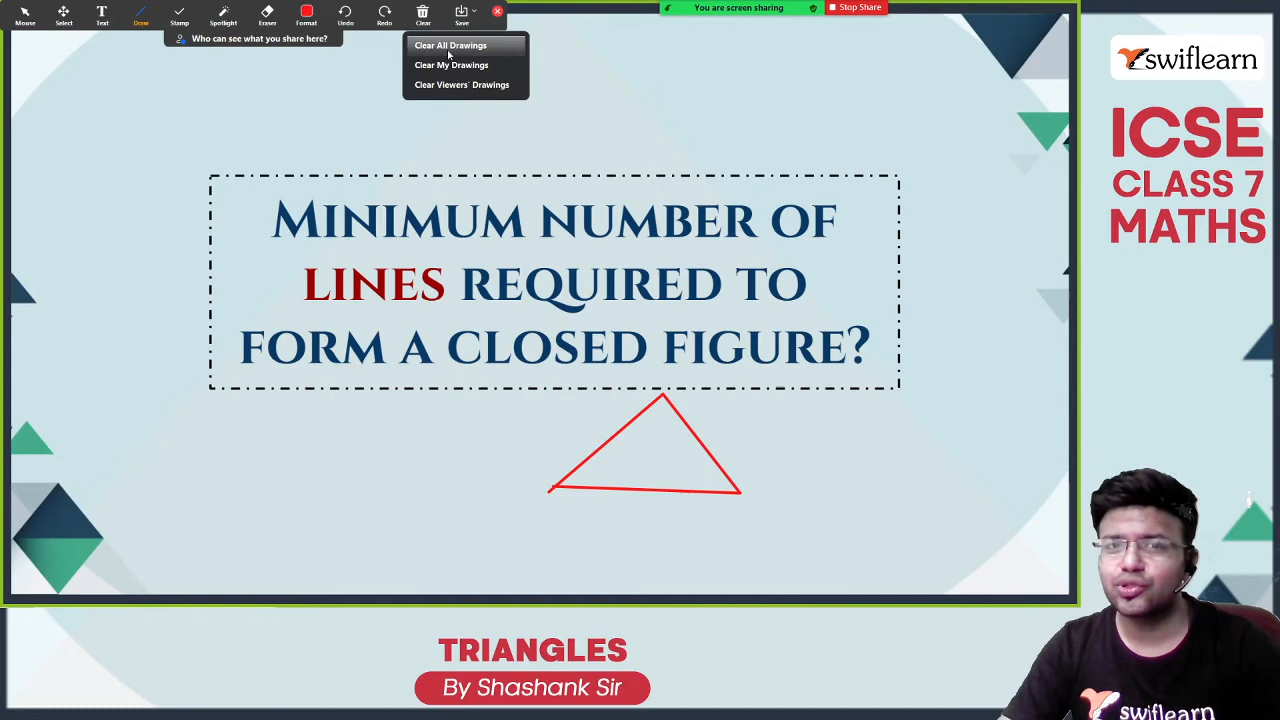 Mouse
Select
Text
Draw
Stamp
Spotlight
Eraser
Format
Undo
Redo
Clear
Save
You are screen sharing
Stop Share
Who can see what you share here?
Clear All Drawings
Clear My Drawings
Clear Viewers' Drawings
swiflearn
ICSE
CLASS 7
MATHS
MINIMUM NUMBER OF
LINES REQUIRED TO
FORM A CLOSED FIGURE?
TRIANGLES
By Shashank Sir
swiflearn